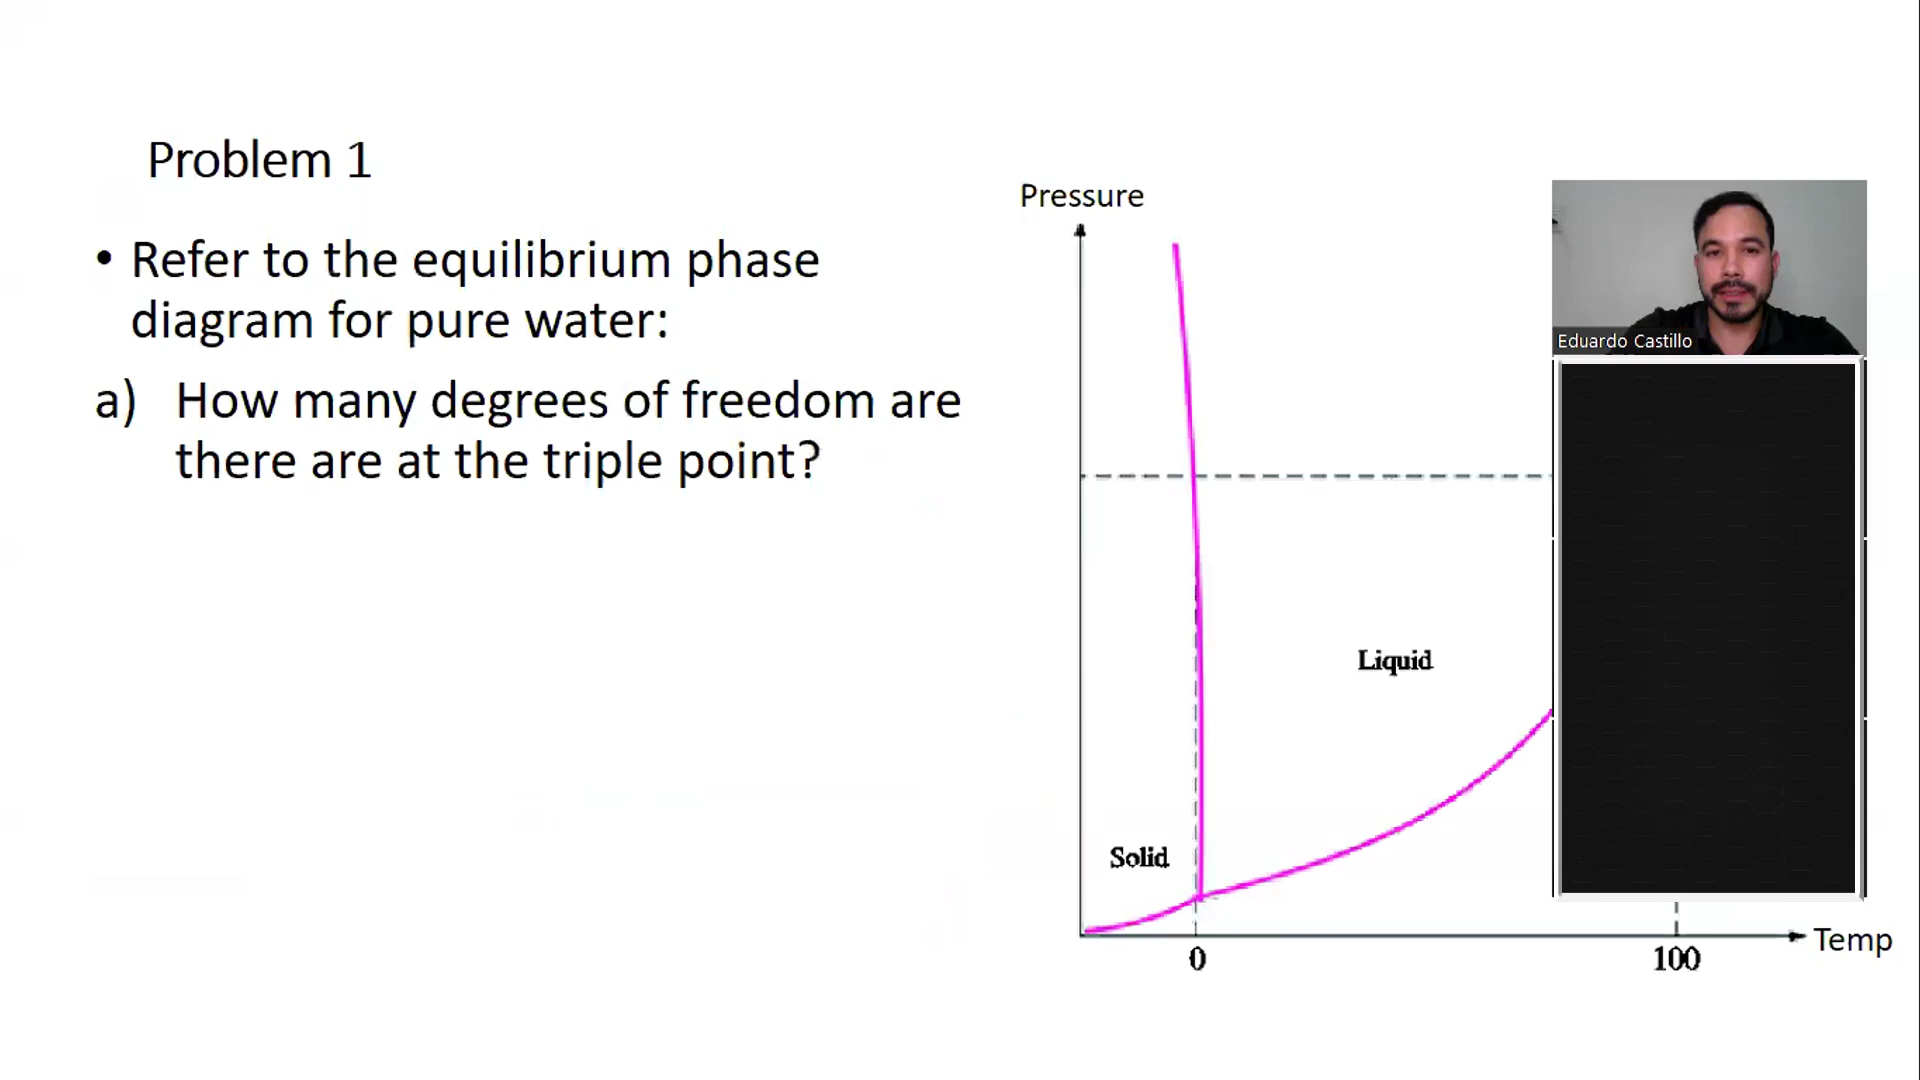 Problem 1
• Refer to the equilibrium phase
diagram for pure water:
a) How many degrees of freedom are
there are at the triple point?
Pressure
Eduardo Castillo
Liquid
Solid
0
100
Temp